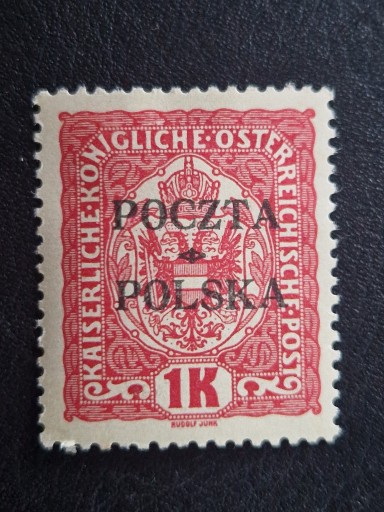 KAISERLICHE·KÖNIGLICHE·ÖSTERREICHISCHE·POST
POCZTA
POLSKA
1K
RUDOLF JUNK